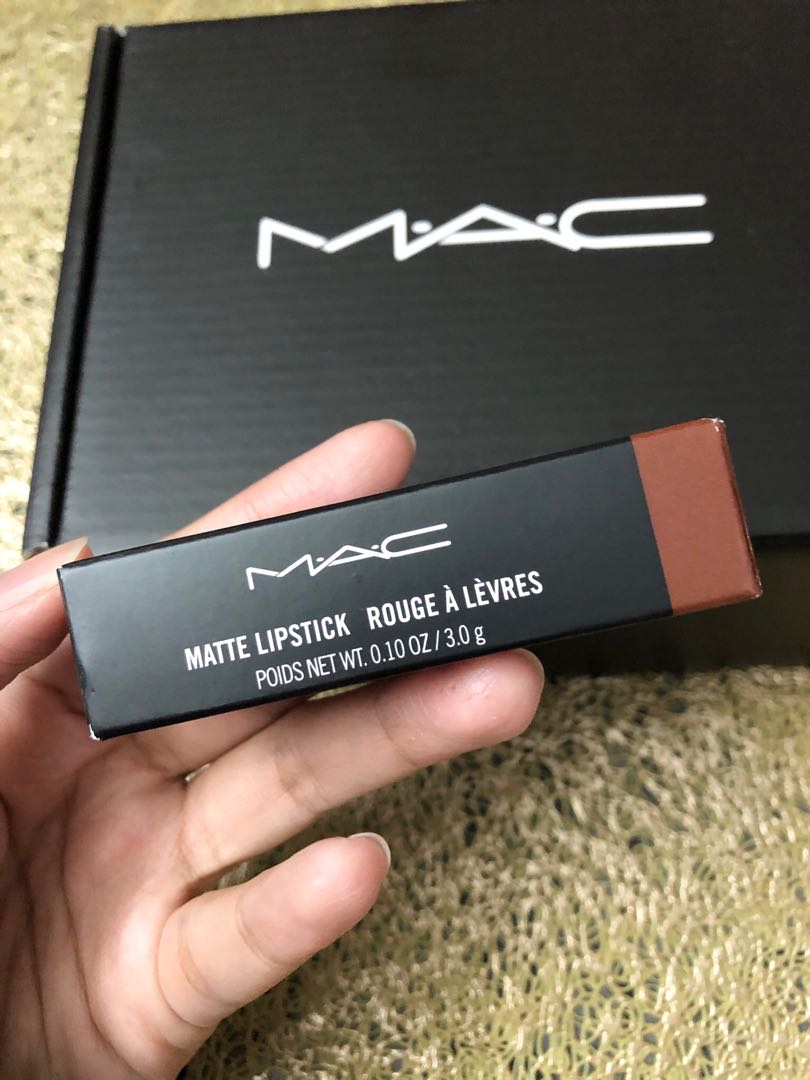 M·A·C
M·A·C
MATTE LIPSTICK ROUGE À LÈVRES
POIDS NET WT. 0.10 OZ / 3.0 g